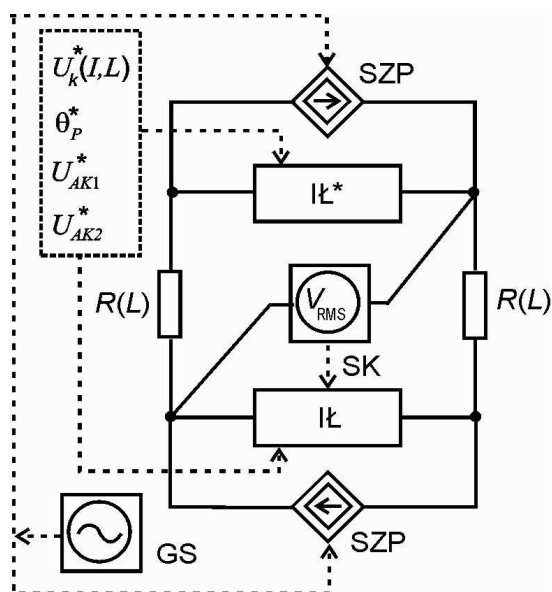 SZP
U*k(I,L)
θ*P
U*AK1
U*AK2
IŁ*
R(L)
VRMS
R(L)
SK
IŁ
GS
SZP